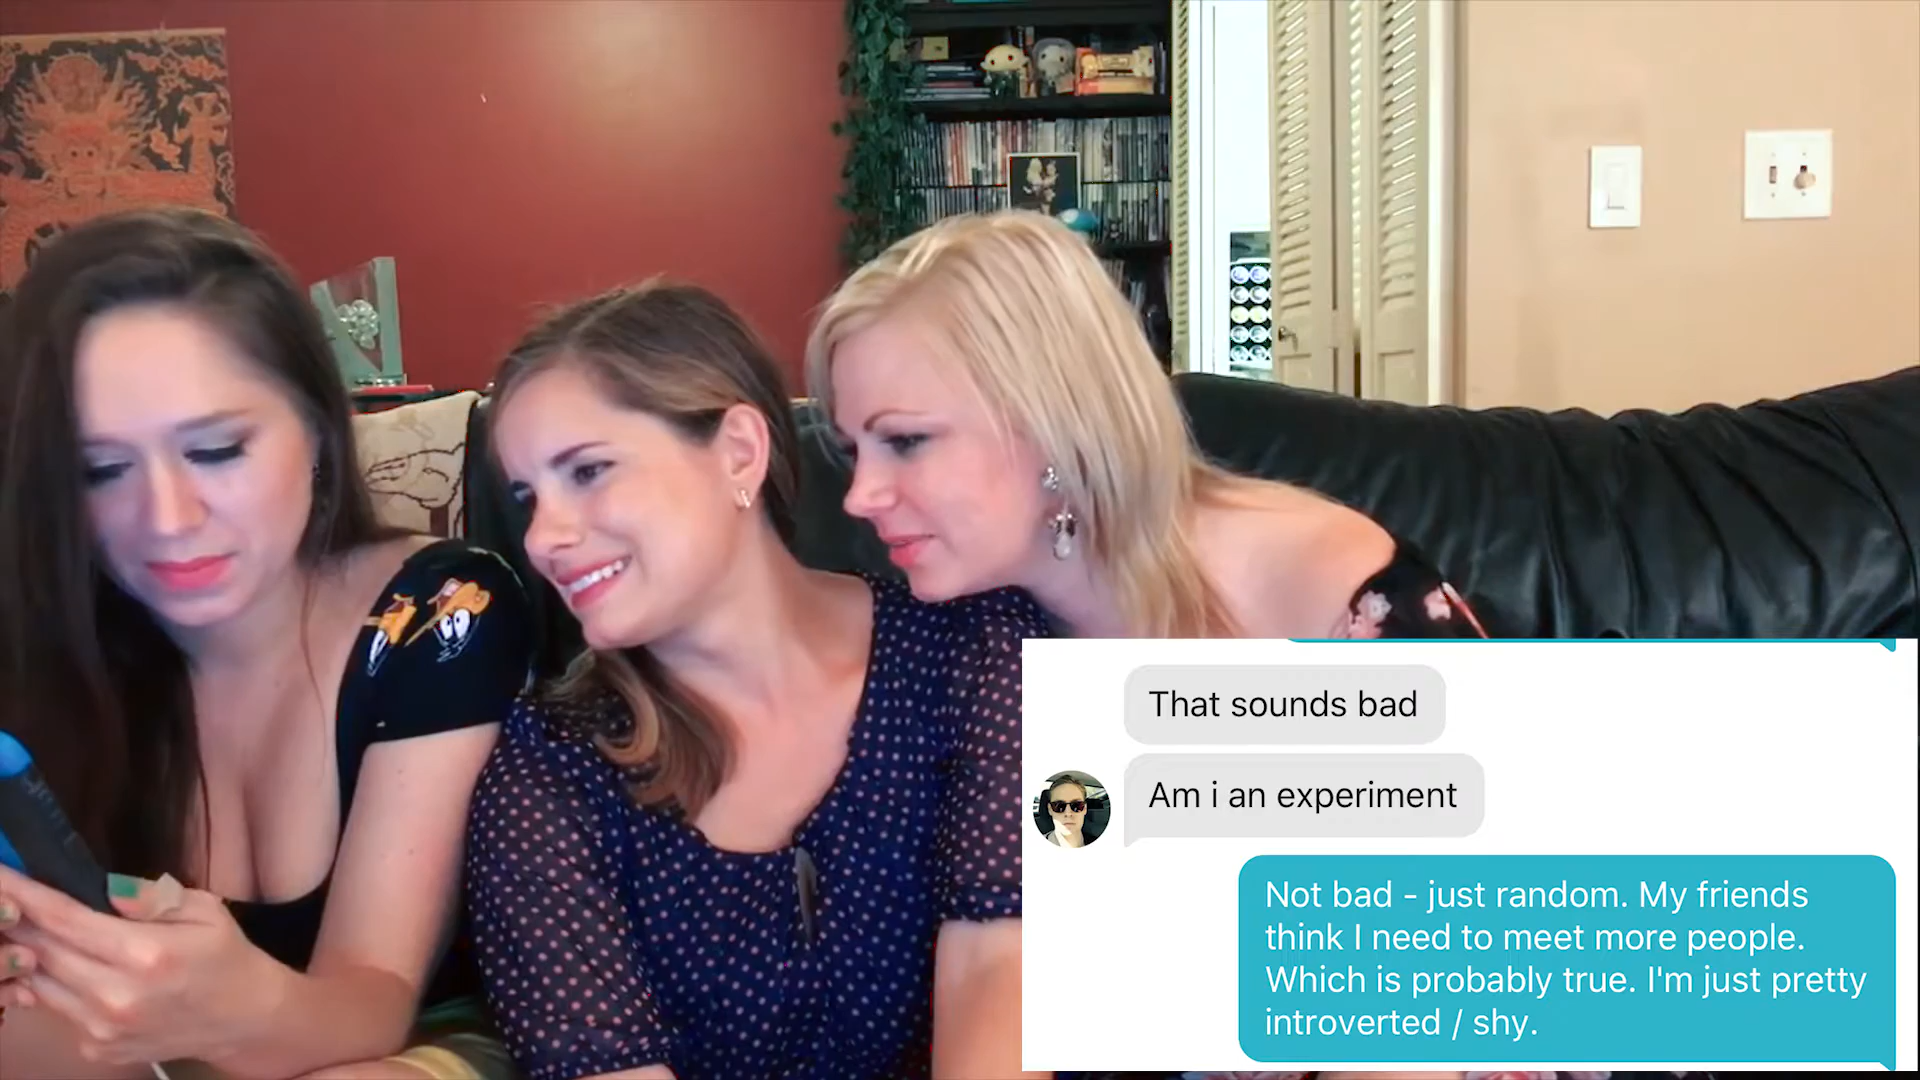 That sounds bad
Am i an experiment
Not bad - just random. My friends
think I need to meet more people.
Which is probably true. I'm just pretty
introverted / shy.